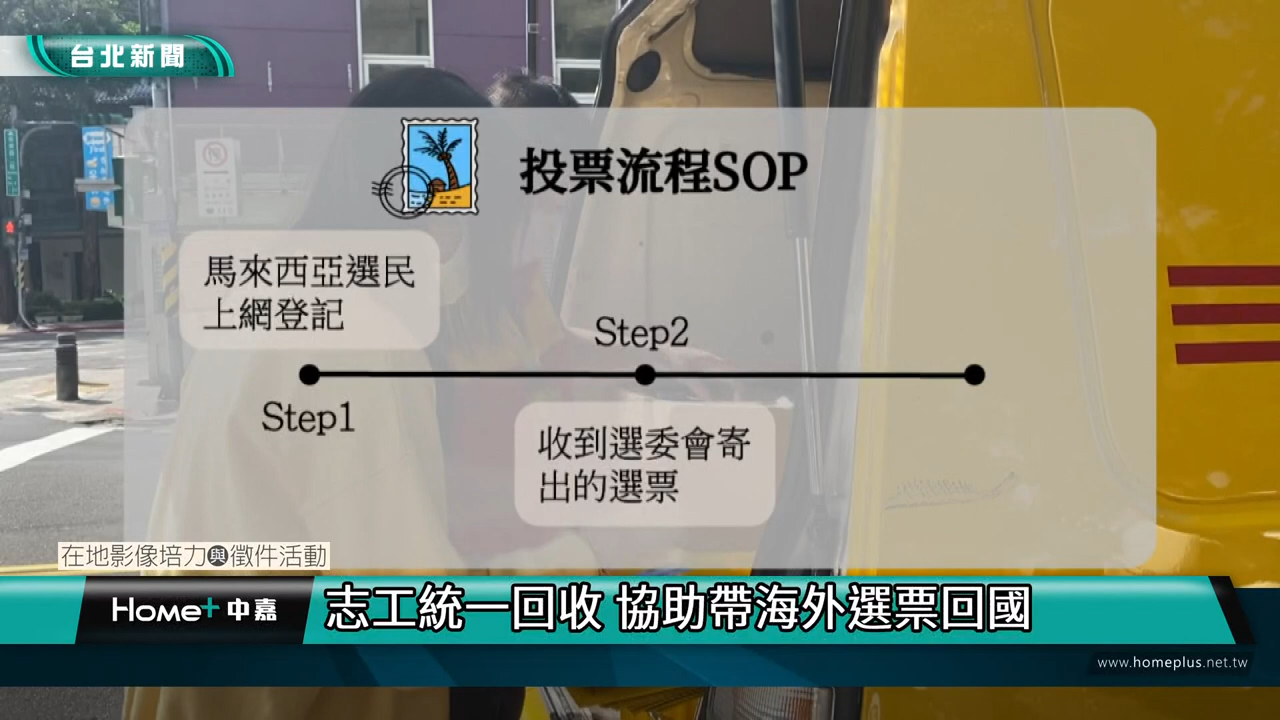 台北新聞
投票流程SOP
馬來西亞選民
上網登記
Step2
Step1
收到選委會寄
出的選票
在地影像培力與徵件活動
Home+中嘉
志工統一回收 協助帶海外選票回國
www.homeplus.net.tw